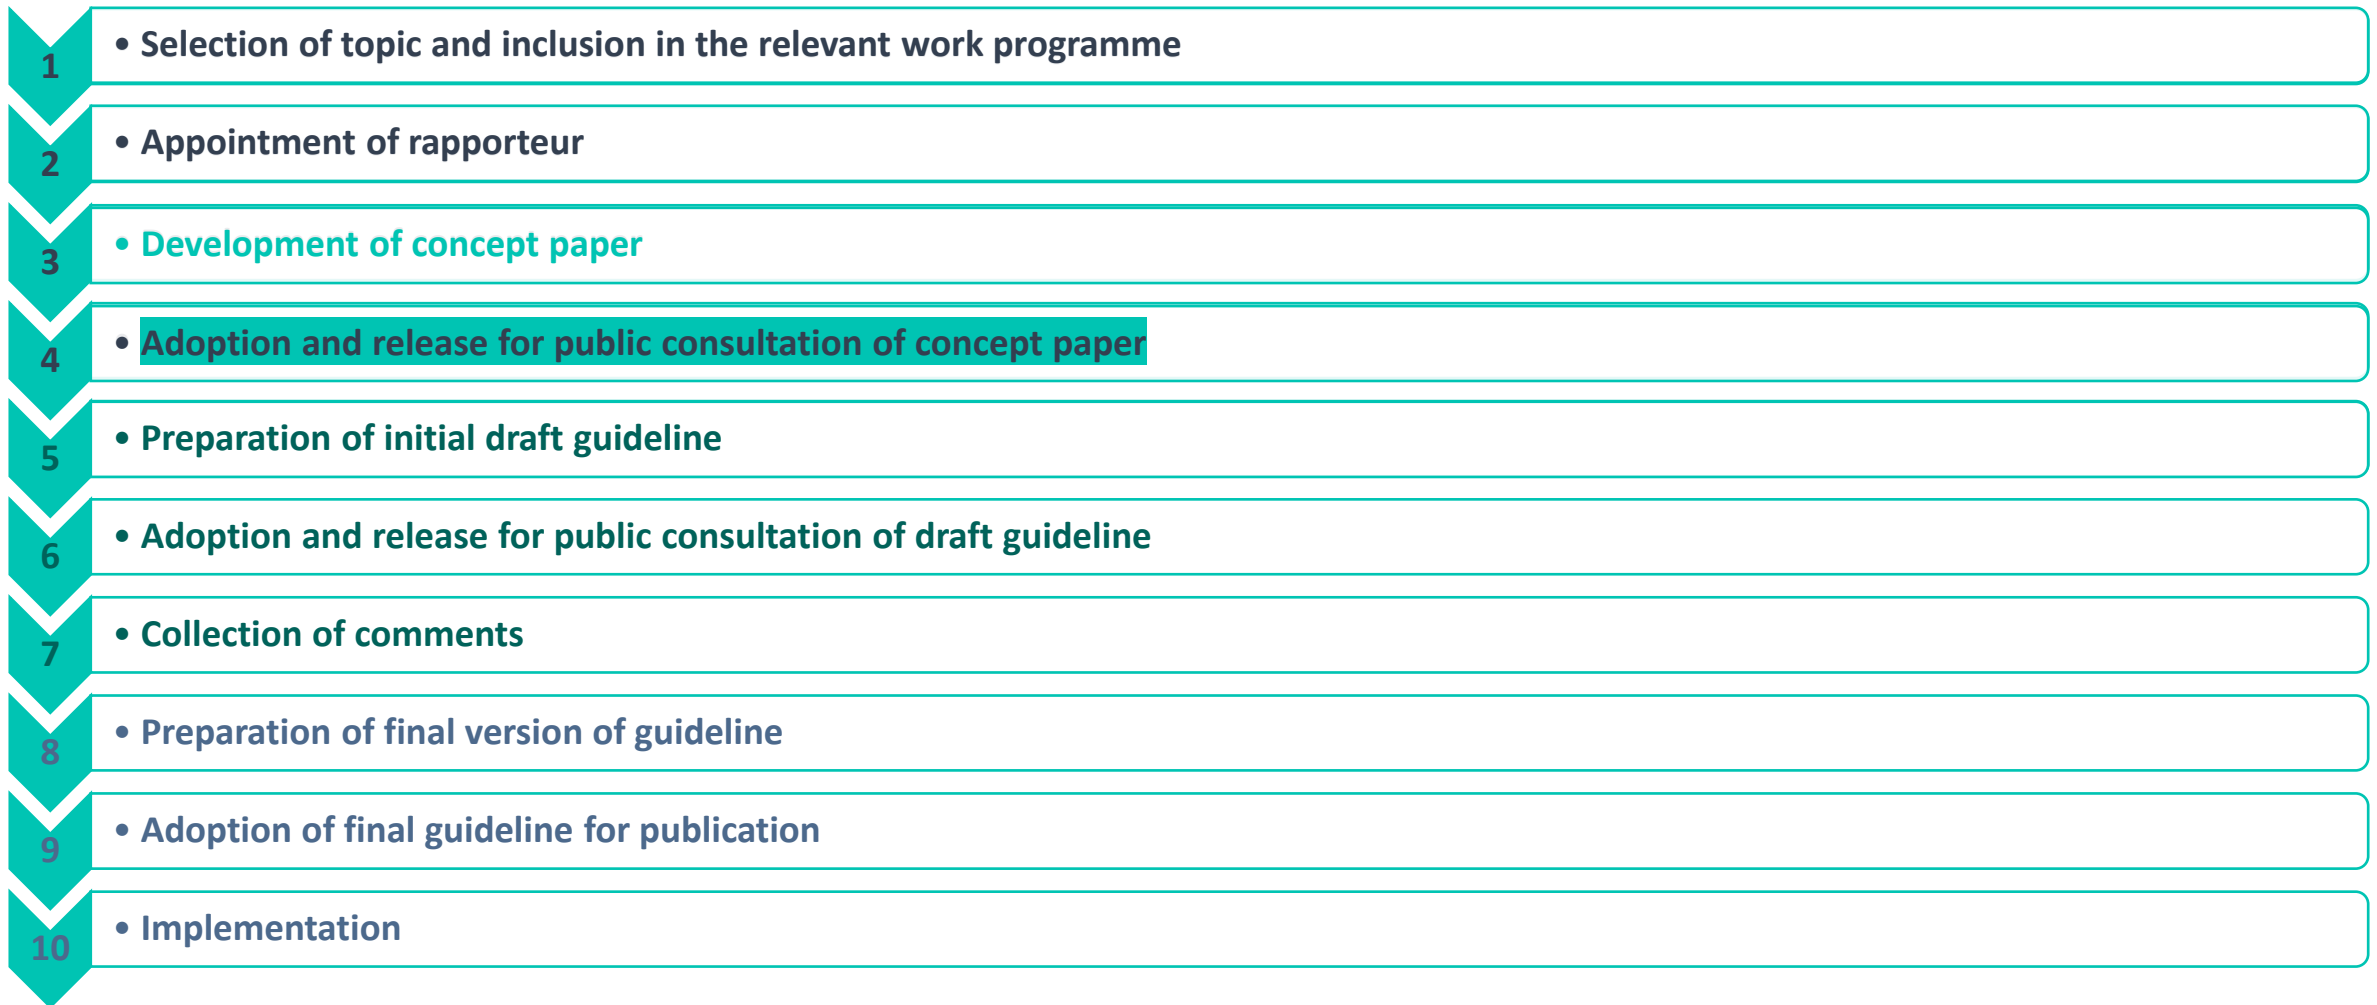 1
• Selection of topic and inclusion in the relevant work programme
2
• Appointment of rapporteur
3
• Development of concept paper
4
• Adoption and release for public consultation of concept paper
5
• Preparation of initial draft guideline
6
• Adoption and release for public consultation of draft guideline
7
• Collection of comments
8
• Preparation of final version of guideline
9
• Adoption of final guideline for publication
10
• Implementation